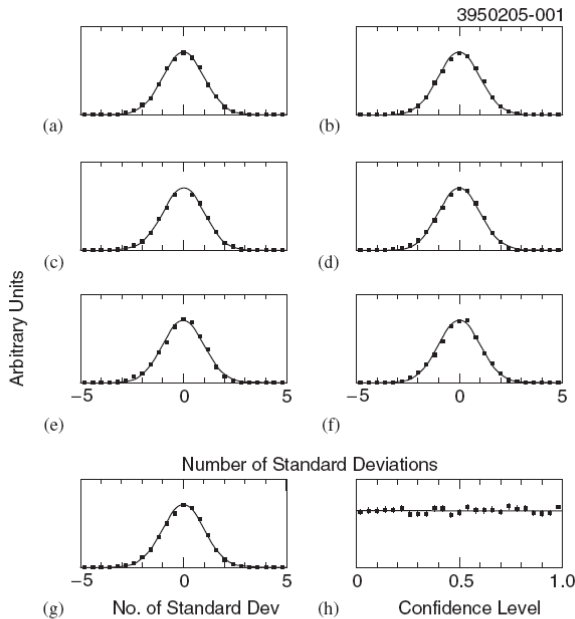 3950205-001
(a) (b)
(c) (d)
Arbitrary Units
−5 0 5 −5 0 5
(e) (f)
Number of Standard Deviations
−5 0 5 0 0.5 1.0
(g) No. of Standard Dev (h) Confidence Level